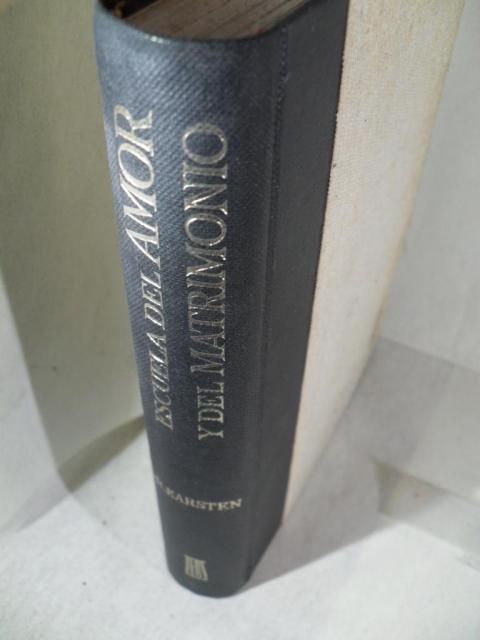 ESCUELA DEL AMOR
Y DEL MATRIMONIO
KARSTEN